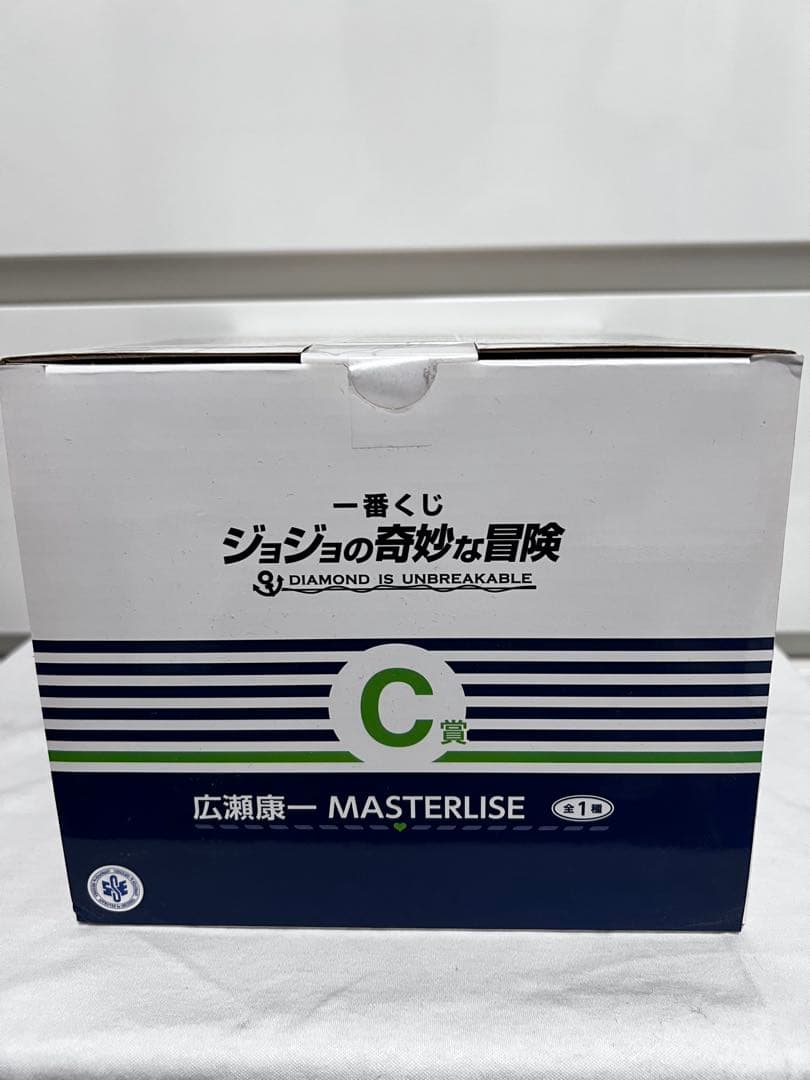 一番くじ
ジョジョの奇妙な冒険
DIAMOND IS UNBREAKABLE
C賞
広瀬康一 MASTERLISE 全1種